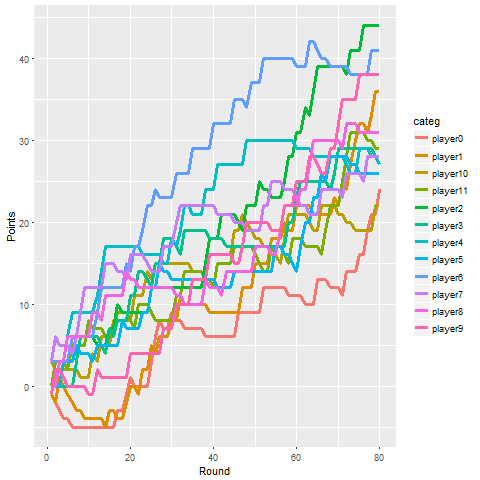 Points
40
30
20
10
0
0
20
40
60
80
Round
categ
player0
player1
player10
player11
player2
player3
player4
player5
player6
player7
player8
player9